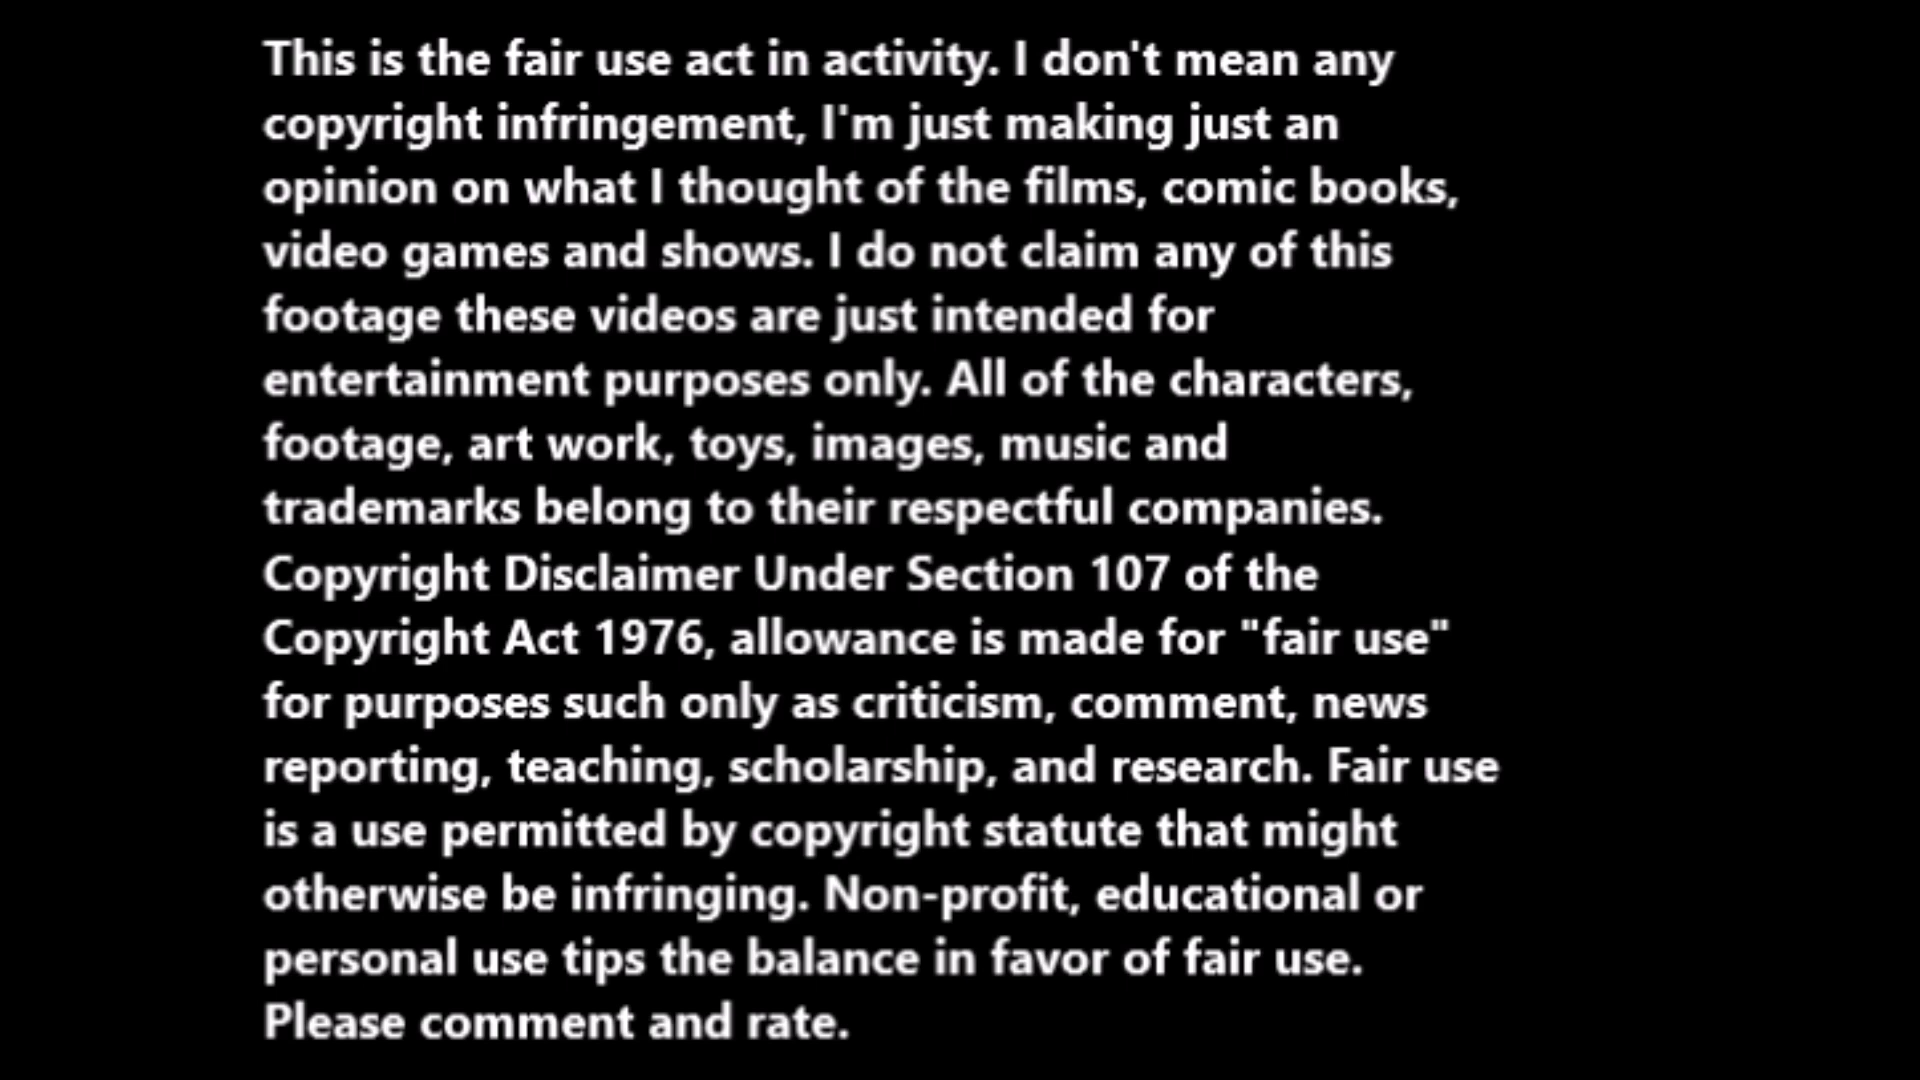 This is the fair use act in activity. I don't mean any
copyright infringement, I'm just making just an
opinion on what I thought of the films, comic books,
video games and shows. I do not claim any of this
footage these videos are just intended for
entertainment purposes only. All of the characters,
footage, art work, toys, images, music and
trademarks belong to their respectful companies.
Copyright Disclaimer Under Section 107 of the
Copyright Act 1976, allowance is made for "fair use"
for purposes such only as criticism, comment, news
reporting, teaching, scholarship, and research. Fair use
is a use permitted by copyright statute that might
otherwise be infringing. Non-profit, educational or
personal use tips the balance in favor of fair use.
Please comment and rate.